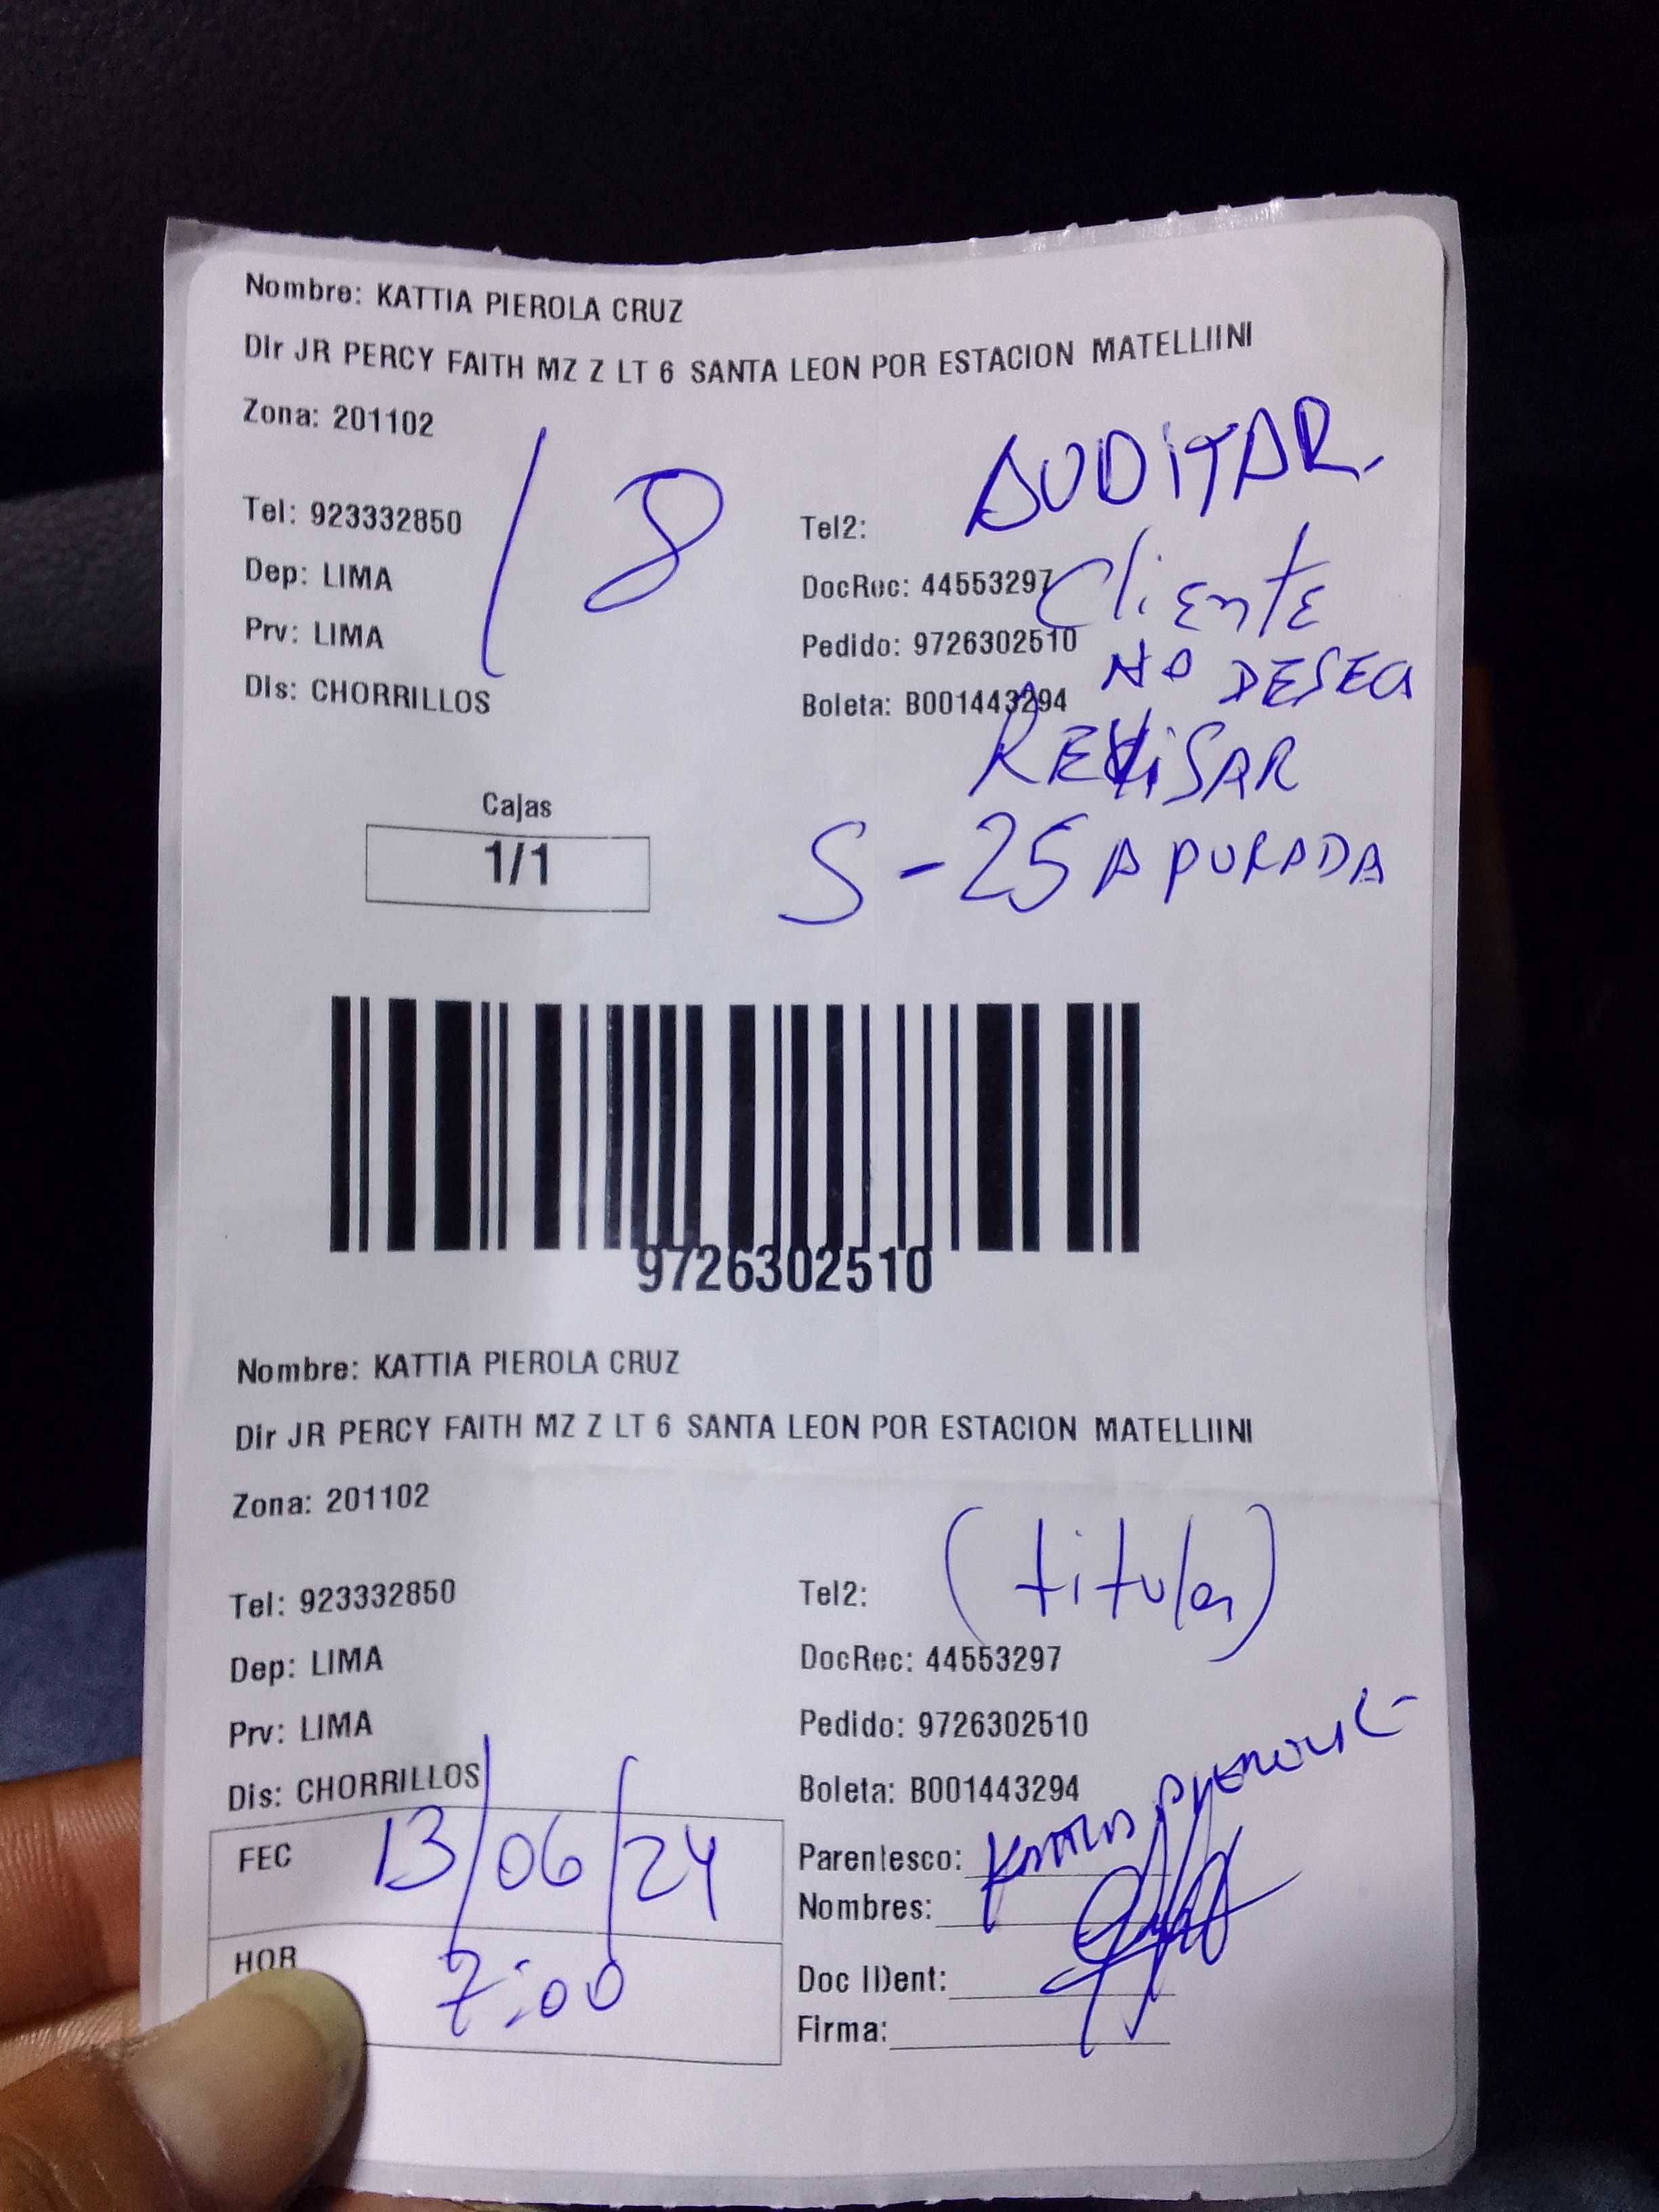 Nombre: KATTIA PIEROLA CRUZ
Dir JR PERCY FAITH MZ Z LT 6 SANTA LEON POR ESTACION MATELLIINI
Zona: 201102
/ 8
AUDITAR.
Tel: 923332850
Tel2:
Dep: LIMA
DocRec: 44553297
Cliente
Prv: LIMA
Pedido: 9726302510
NO DESEA
Dis: CHORRILLOS
Boleta: B001443294
REVISAR
Cajas
1/1
S-25 APURADA
9726302510
Nombre: KATTIA PIEROLA CRUZ
Dir JR PERCY FAITH MZ Z LT 6 SANTA LEON POR ESTACION MATELLIINI
Zona: 201102
(titular)
Tel: 923332850
Tel2:
Dep: LIMA
DocRec: 44553297
Prv: LIMA
Pedido: 9726302510
Dis: CHORRILLOS
Boleta: B001443294
FEC 13/06/24
Parentesco:
Nombres:
HOR 7:00
Doc IDent:
Firma: